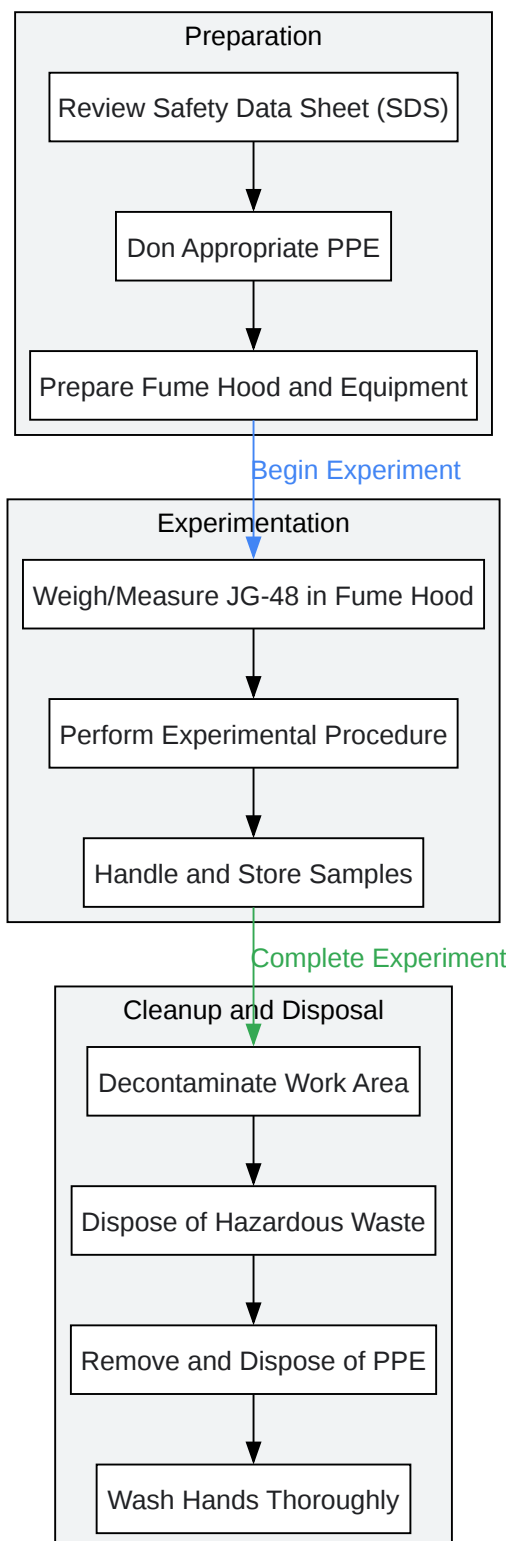 Preparation
Review Safety Data Sheet (SDS)
Don Appropriate PPE
Prepare Fume Hood and Equipment
Begin Experiment
Experimentation
Weigh/Measure JG-48 in Fume Hood
Perform Experimental Procedure
Handle and Store Samples
Complete Experiment
Cleanup and Disposal
Decontaminate Work Area
Dispose of Hazardous Waste
Remove and Dispose of PPE
Wash Hands Thoroughly